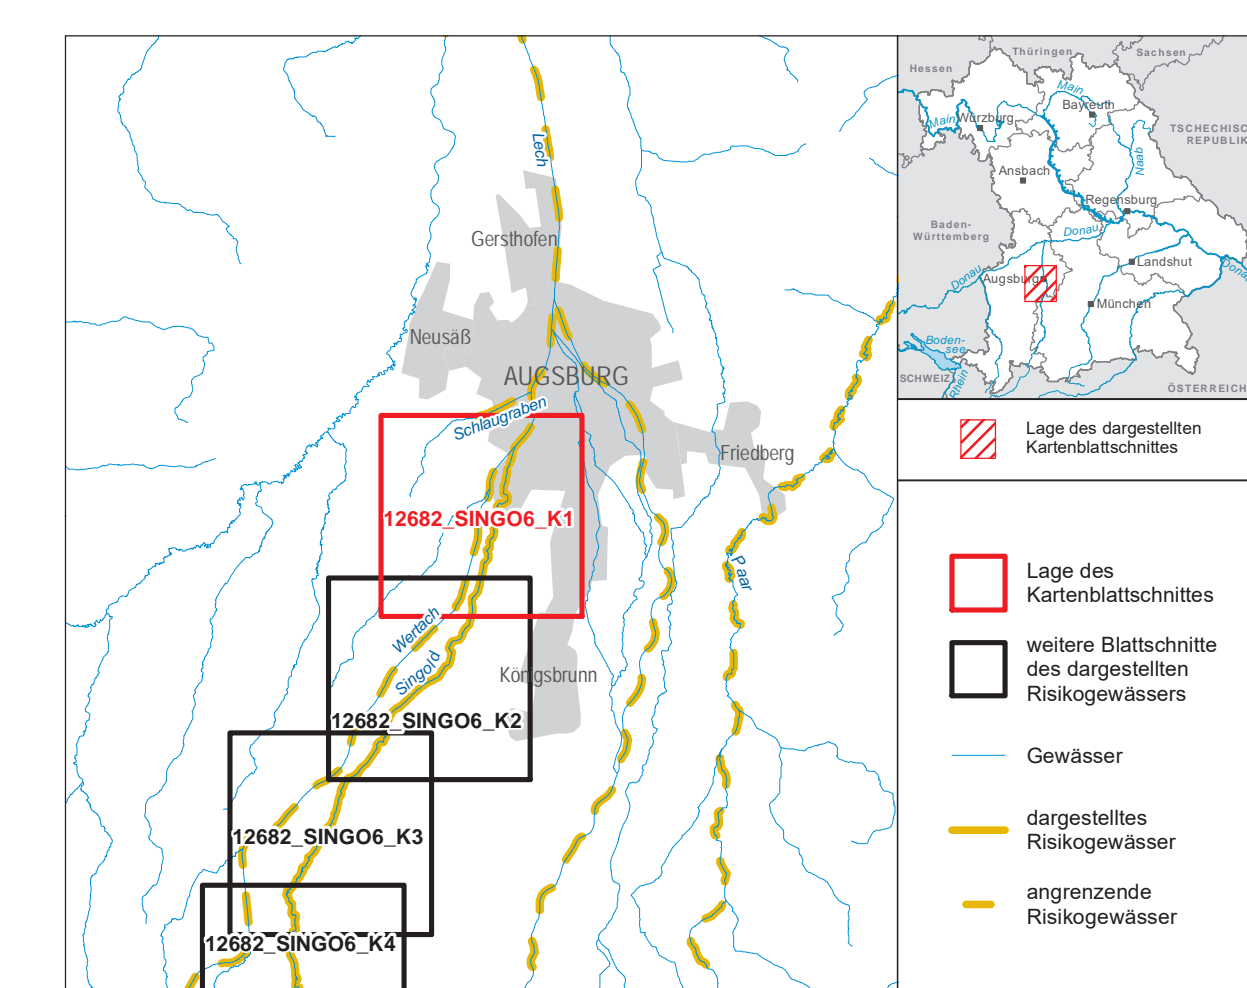 Lech
Gersthofen
Neusäß
AUGSBURG
Schlaugraben
Friedberg
12682_SINGO6_K1
Paar
Wertach
Singold
Königsbrunn
12682_SINGO6_K2
12682_SINGO6_K3
12682_SINGO6_K4
Thüringen
Sachsen
Hessen
Main
Bayreuth
Main
Würzburg
TSCHECHISC
REPUBLIK
Naab
Ansbach
Regensburg
Baden-
Württemberg
Donau
Landshut
Donau
Augsburg
Dona
München
Boden-
see
SCHWEIZ
Rhein
ÖSTERREICH
Lage des dargestellten
Kartenblattschnittes
Lage des
Kartenblattschnittes
weitere Blattschnitte
des dargestellten
Risikogewässers
Gewässer
dargestelltes
Risikogewässer
angrenzende
Risikogewässer